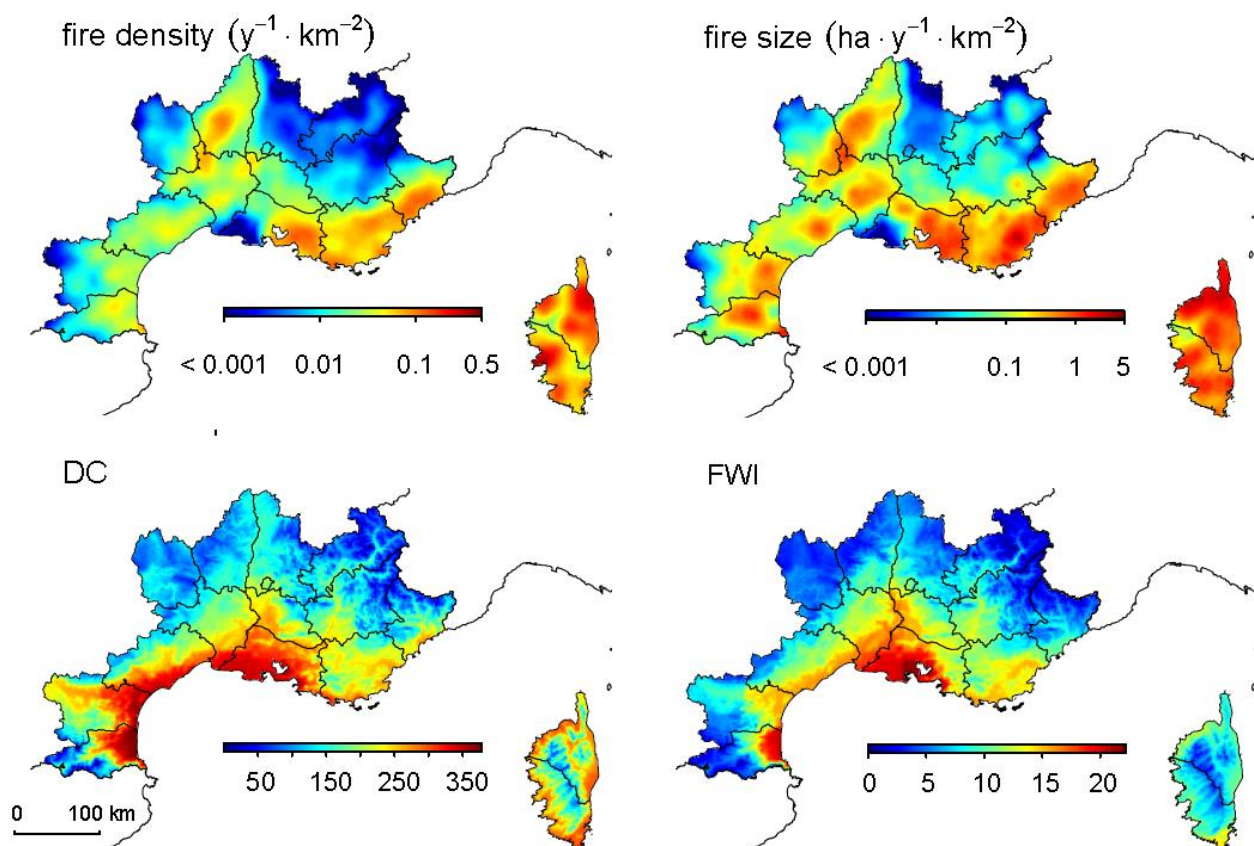 fire density (y⁻¹ · km⁻²)
fire size (ha · y⁻¹ · km⁻²)
< 0.001 0.01 0.1 0.5
< 0.001 0.1 1 5
DC
FWI
50 150 250 350
0 5 10 15 20
0 100 km